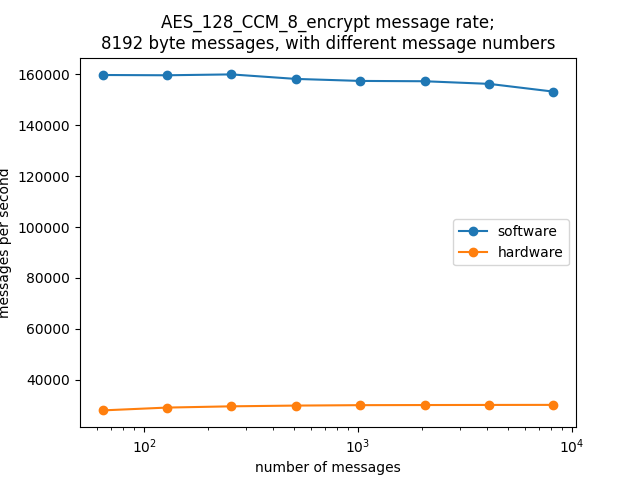 AES_128_CCM_8_encrypt message rate;
8192 byte messages, with different message numbers
160000
140000
120000
100000
80000
60000
40000
messages per second
software
hardware
10²
10³
10⁴
number of messages